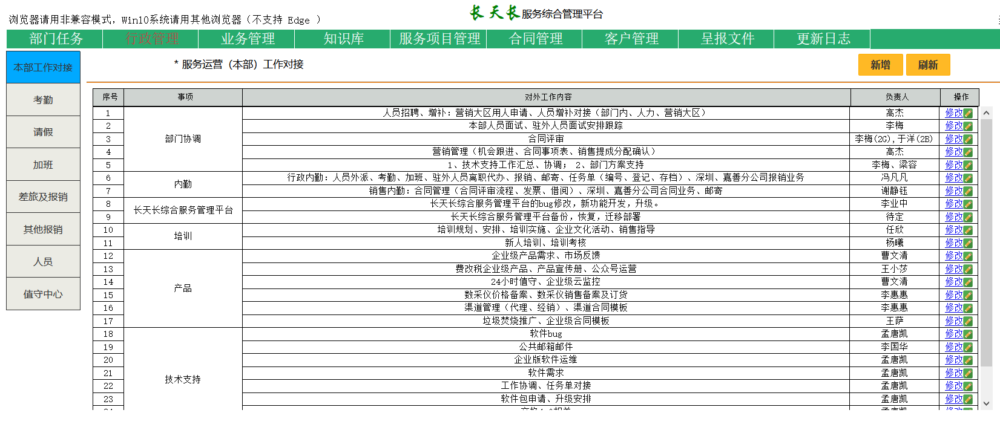 长天长服务综合管理平台
浏览器请用非兼容模式，Win10系统请用其他浏览器（不支持 Edge ）
部门任务 行政管理 业务管理 知识库 服务项目管理 合同管理 客户管理 呈报文件 更新日志
本部工作对接
考勤
请假
加班
差旅及报销
其他报销
人员
值守中心
* 服务运营（本部）工作对接
新增 刷新
序号 事项 对外工作内容 负责人 操作
1 部门协调 人员招聘、增补：营销大区用人申请、人员增补对接（部门内、人力、营销大区） 高杰 修改
2 本部人员面试、驻外人员面试安排跟踪 李梅 修改
3 合同评审 李梅(2G),于洋(2B) 修改
4 营销管理（机会跟进、合同事项表、销售提成分配确认） 高杰 修改
5 1、技术支持工作汇总、协调； 2、部门方案支持 李梅、梁容 修改
6 内勤 行政内勤：人员外派、考勤、加班、驻外人员离职代办、报销、邮寄、任务单（编号、登记、存档）、深圳、嘉善分公司报销业务 冯凡凡 修改
7 销售内勤：合同管理（合同评审流程、发票、借阅）、深圳、嘉善分公司合同业务、邮寄 谢静钰 修改
8 长天长综合服务管理平台 长天长综合服务管理平台的bug修改，新功能开发，升级。 李业中 修改
9 长天长综合服务管理平台备份，恢复，迁移部署 待定 修改
10 培训 培训规划、安排、培训实施、企业文化活动、销售指导 任欣 修改
11 新人培训、培训考核 杨曦 修改
12 产品 企业级产品需求、市场反馈 曹文清 修改
13 费改税企业级产品、产品宣传册、公众号运营 王小莎 修改
14 24小时值守、企业级云监控 曹文清 修改
15 数采仪价格备案、数采仪销售备案及订货 李惠惠 修改
16 渠道管理（代理、经销）、渠道合同模板 李惠惠 修改
17 垃圾焚烧推广、企业级合同模板 王萨 修改
18 技术支持 软件bug 孟唐凯 修改
19 公共邮箱邮件 李国华 修改
20 企业版软件运维 孟唐凯 修改
21 软件需求 孟唐凯 修改
22 工作协调、任务单对接 孟唐凯 修改
23 软件包申请、升级安排 孟唐凯 修改